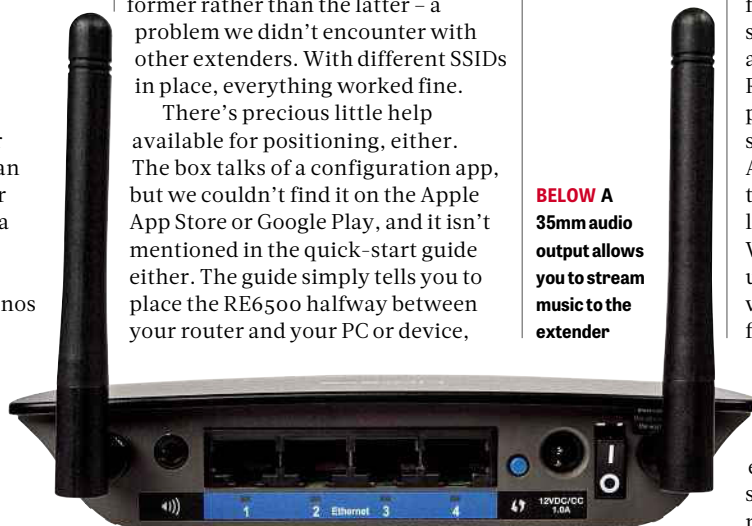 former rather than the latter – a
problem we didn't encounter with
other extenders. With different SSIDs
in place, everything worked fine.
There's precious little help
available for positioning, either.
The box talks of a configuration app,
but we couldn't find it on the Apple
App Store or Google Play, and it isn't
mentioned in the quick-start guide
either. The guide simply tells you to
place the RE6500 halfway between
your router and your PC or device,
BELOW A
35mm audio
output allows
you to stream
music to the
extender
1 2 Ethernet 3 4
12VDC/CC
1.0A